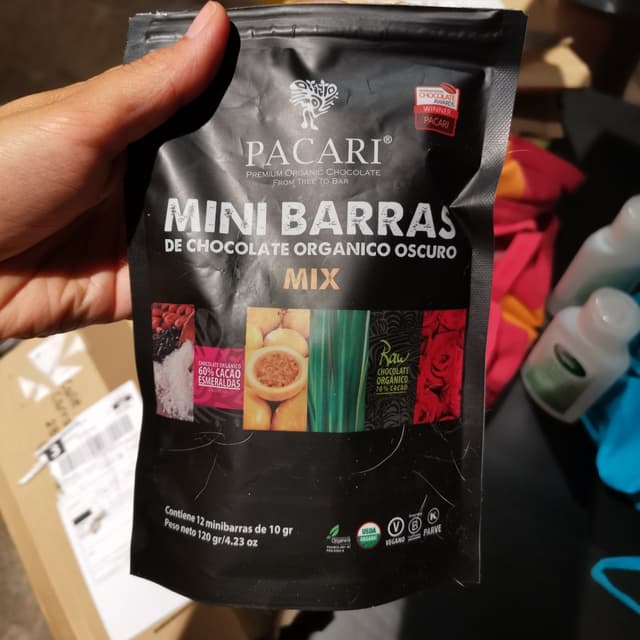 CHOCOLATE
AWARDS
WINNER
PACARI
PACARI®
PREMIUM ORGANIC CHOCOLATE
FROM TREE TO BAR
MINI BARRAS
DE CHOCOLATE ORGANICO OSCURO
MIX
CHOCOLATE ORGÁNICO
60% CACAO
ESMERALDAS
Raw
CHOCOLATE
ORGÁNICO
70% CACAO
Contiene 12 minibarras de 10 gr
Peso neto 120 gr/4.23 oz
USDA
ORGANIC
V
VEGANO
B
K
PARVE